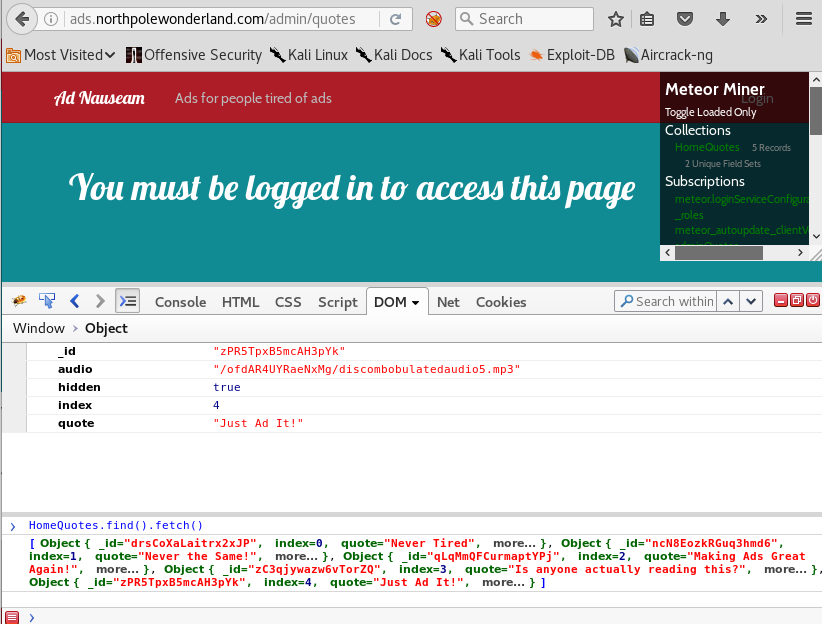 ads.northpolewonderland.com/admin/quotes
Search
Most Visited
Offensive Security
Kali Linux
Kali Docs
Kali Tools
Exploit-DB
Aircrack-ng
Ad Nauseam
Ads for people tired of ads
Login
Meteor Miner
Toggle Loaded Only
Collections
HomeQuotes 5 Records
2 Unique Field Sets
Subscriptions
meteor.loginServiceConfigura
_roles
meteor_autoupdate_clientV
You must be logged in to access this page
Console HTML CSS Script DOM Net Cookies
Search within
Window > Object
_id "zPR5TpxB5mcAH3pYk"
audio "/ofdAR4UYRaeNxMg/discombobulatedaudio5.mp3"
hidden true
index 4
quote "Just Ad It!"
HomeQuotes.find().fetch()
[ Object { _id="drsCoXaLaitrx2xJP", index=0, quote="Never Tired", more... }, Object { _id="ncN8EozkRGuq3hmd6",
index=1, quote="Never the Same!", more... }, Object { _id="qLqMmQFCurmaptYPj", index=2, quote="Making Ads Great
Again!", more... }, Object { _id="zC3qjywazw6vTorZQ", index=3, quote="Is anyone actually reading this?", more... },
Object { _id="zPR5TpxB5mcAH3pYk", index=4, quote="Just Ad It!", more... } ]